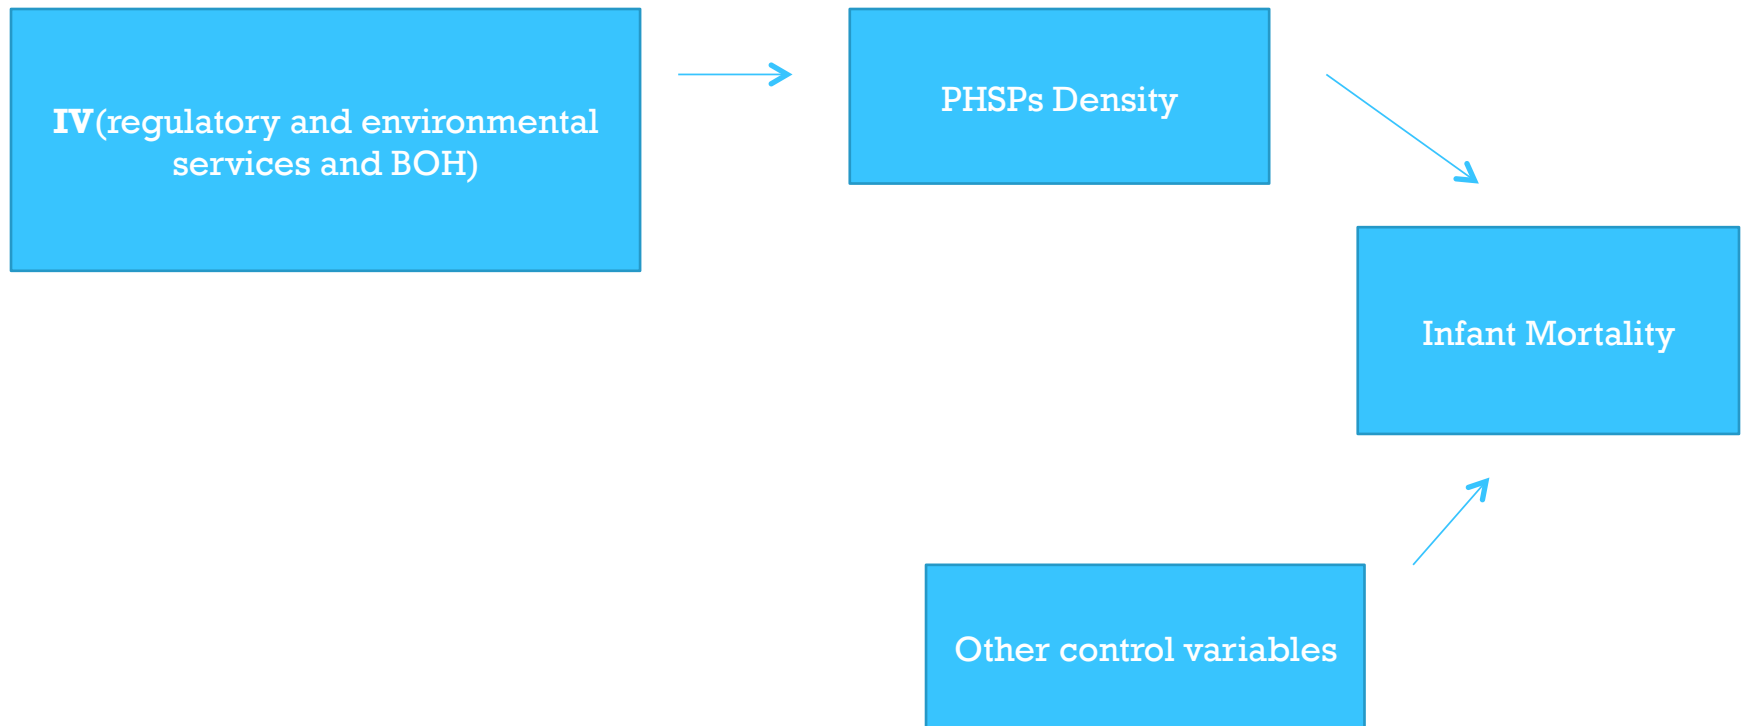 IV(regulatory and environmental
services and BOH)
PHSPs Density
Infant Mortality
Other control variables